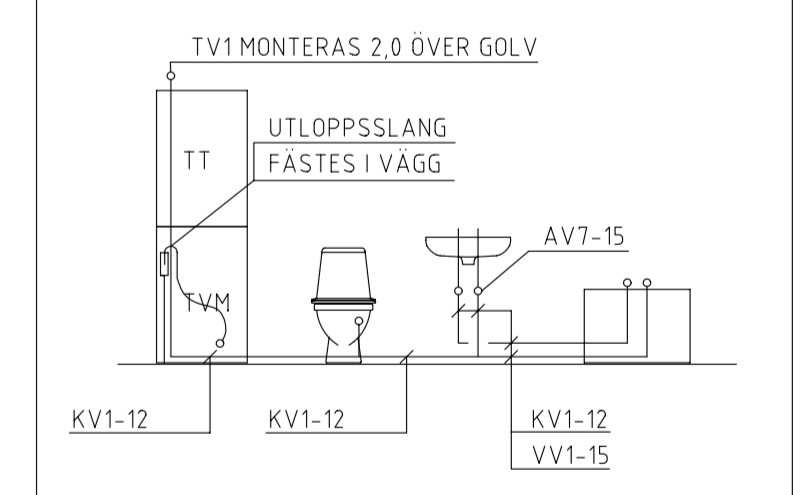 TV1 MONTERAS 2,0 ÖVER GOLV
UTLOPPSSLANG
FÄSTES I VÄGG
TT
AV7-15
TVM
KV1-12
KV1-12
KV1-12
VV1-15